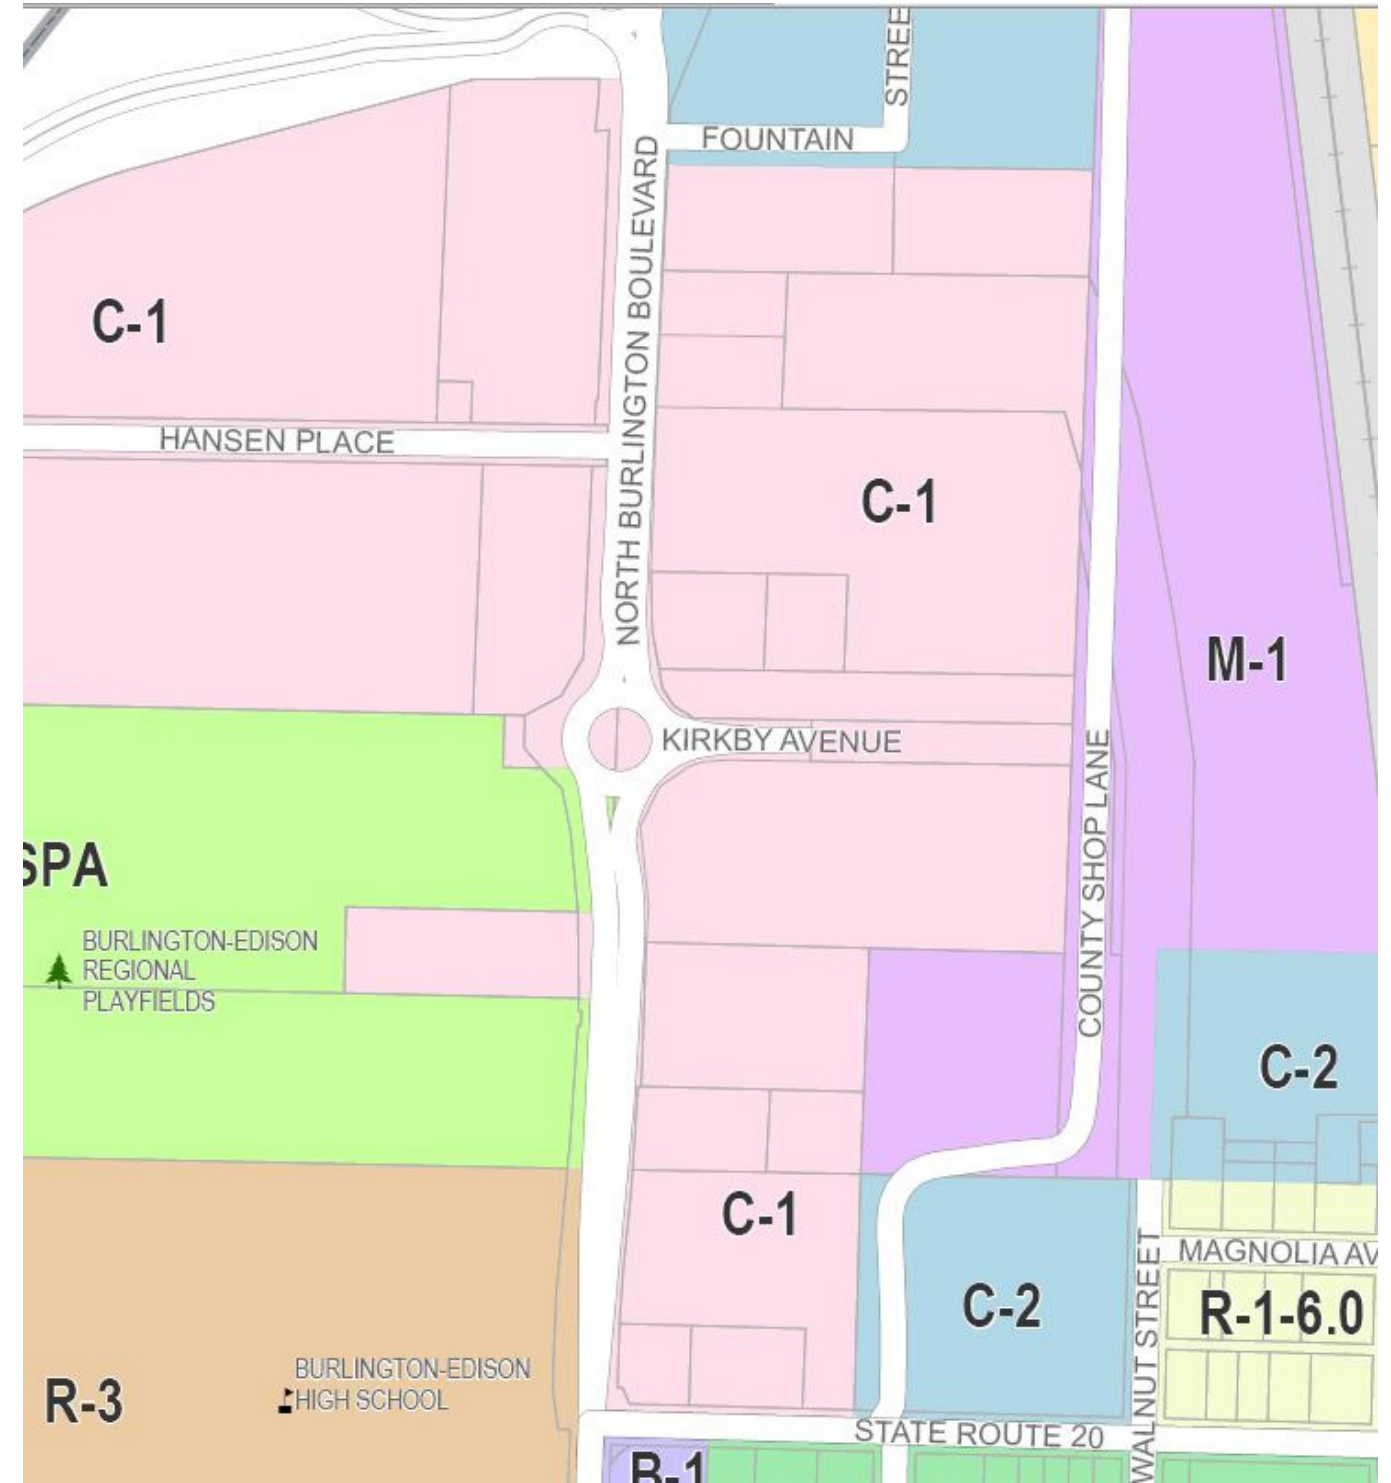 STREE
FOUNTAIN
NORTH BURLINGTON BOULEVARD
C-1
HANSEN PLACE
C-1
M-1
KIRKBY AVENUE
COUNTY SHOP LANE
SPA
BURLINGTON-EDISON
REGIONAL
PLAYFIELDS
C-2
C-1
MAGNOLIA AV
WALNUT STREET
C-2
R-1-6.0
BURLINGTON-EDISON
HIGH SCHOOL
R-3
STATE ROUTE 20
B-1